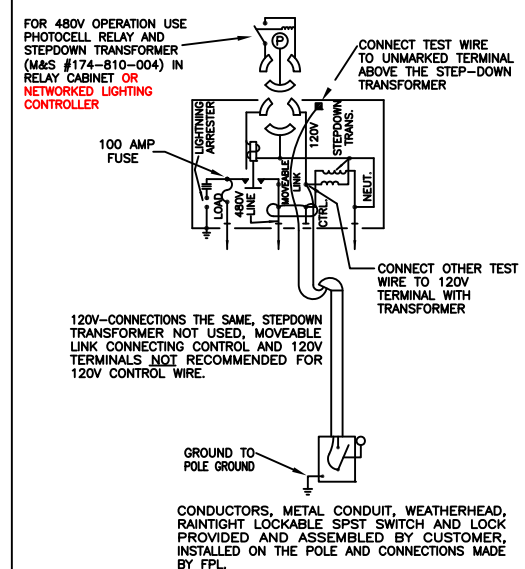 FOR 480V OPERATION USE
PHOTOCELL RELAY AND
STEPDOWN TRANSFORMER
(M&S #174-810-004) IN
RELAY CABINET OR
NETWORKED LIGHTING
CONTROLLER
P
CONNECT TEST WIRE
TO UNMARKED TERMINAL
ABOVE THE STEP-DOWN
TRANSFORMER
100 AMP
FUSE
LIGHTNING
ARRESTER
LOAD
480V
LINE
MOVEABLE
LINK
120V
STEPDOWN
TRANS.
CTRL.
NEUT.
CONNECT OTHER TEST
WIRE TO 120V
TERMINAL WITH
TRANSFORMER
120V-CONNECTIONS THE SAME, STEPDOWN
TRANSFORMER NOT USED, MOVEABLE
LINK CONNECTING CONTROL AND 120V
TERMINALS NOT RECOMMENDED FOR
120V CONTROL WIRE.
GROUND TO
POLE GROUND
CONDUCTORS, METAL CONDUIT, WEATHERHEAD,
RAINTIGHT LOCKABLE SPST SWITCH AND LOCK
PROVIDED AND ASSEMBLED BY CUSTOMER,
INSTALLED ON THE POLE AND CONNECTIONS MADE
BY FPL.